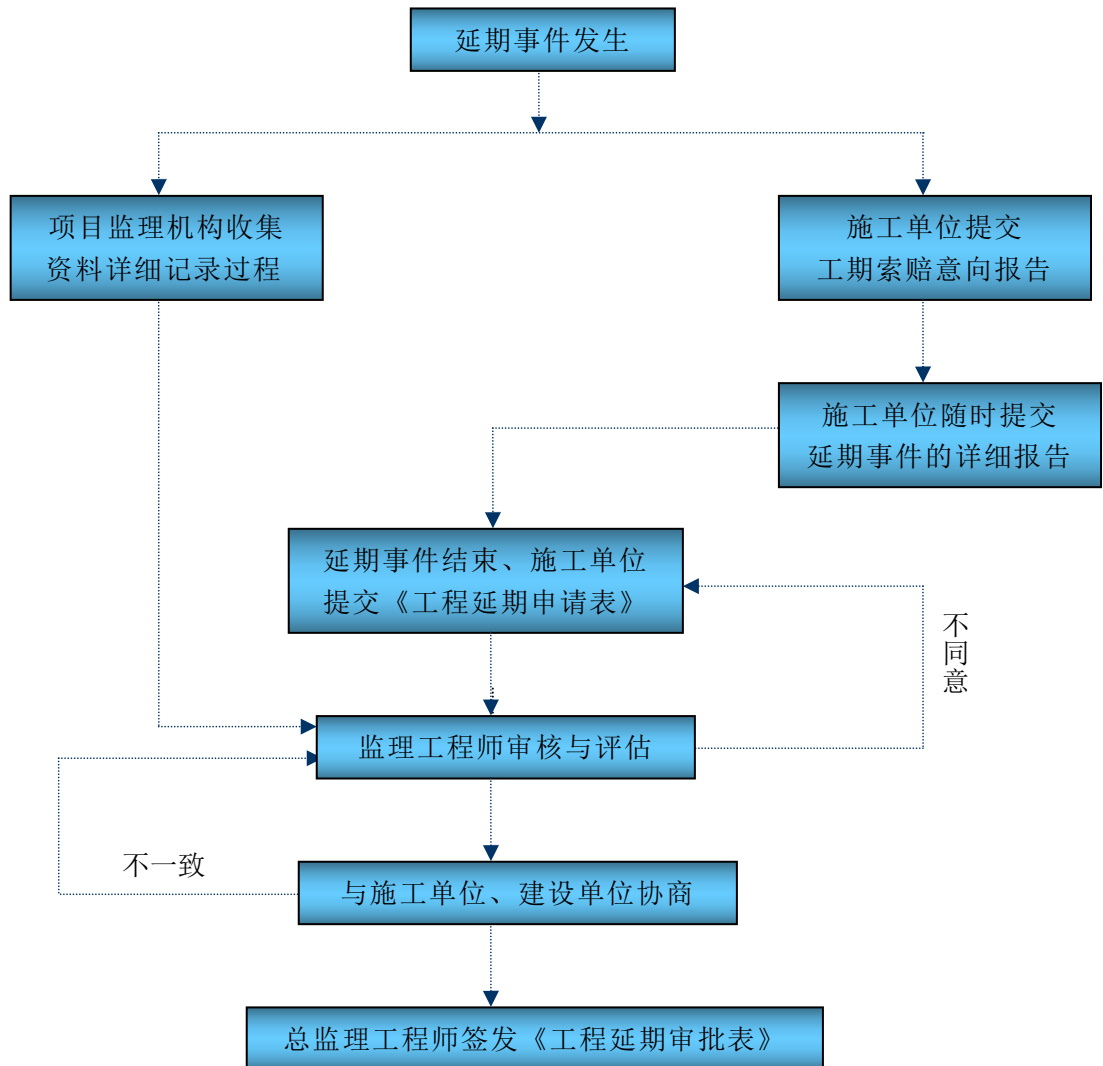 延期事件发生
项目监理机构收集
资料详细记录过程
施工单位提交
工期索赔意向报告
施工单位随时提交
延期事件的详细报告
延期事件结束、施工单位
提交《工程延期申请表》
不同意
监理工程师审核与评估
不一致
与施工单位、建设单位协商
总监理工程师签发《工程延期审批表》